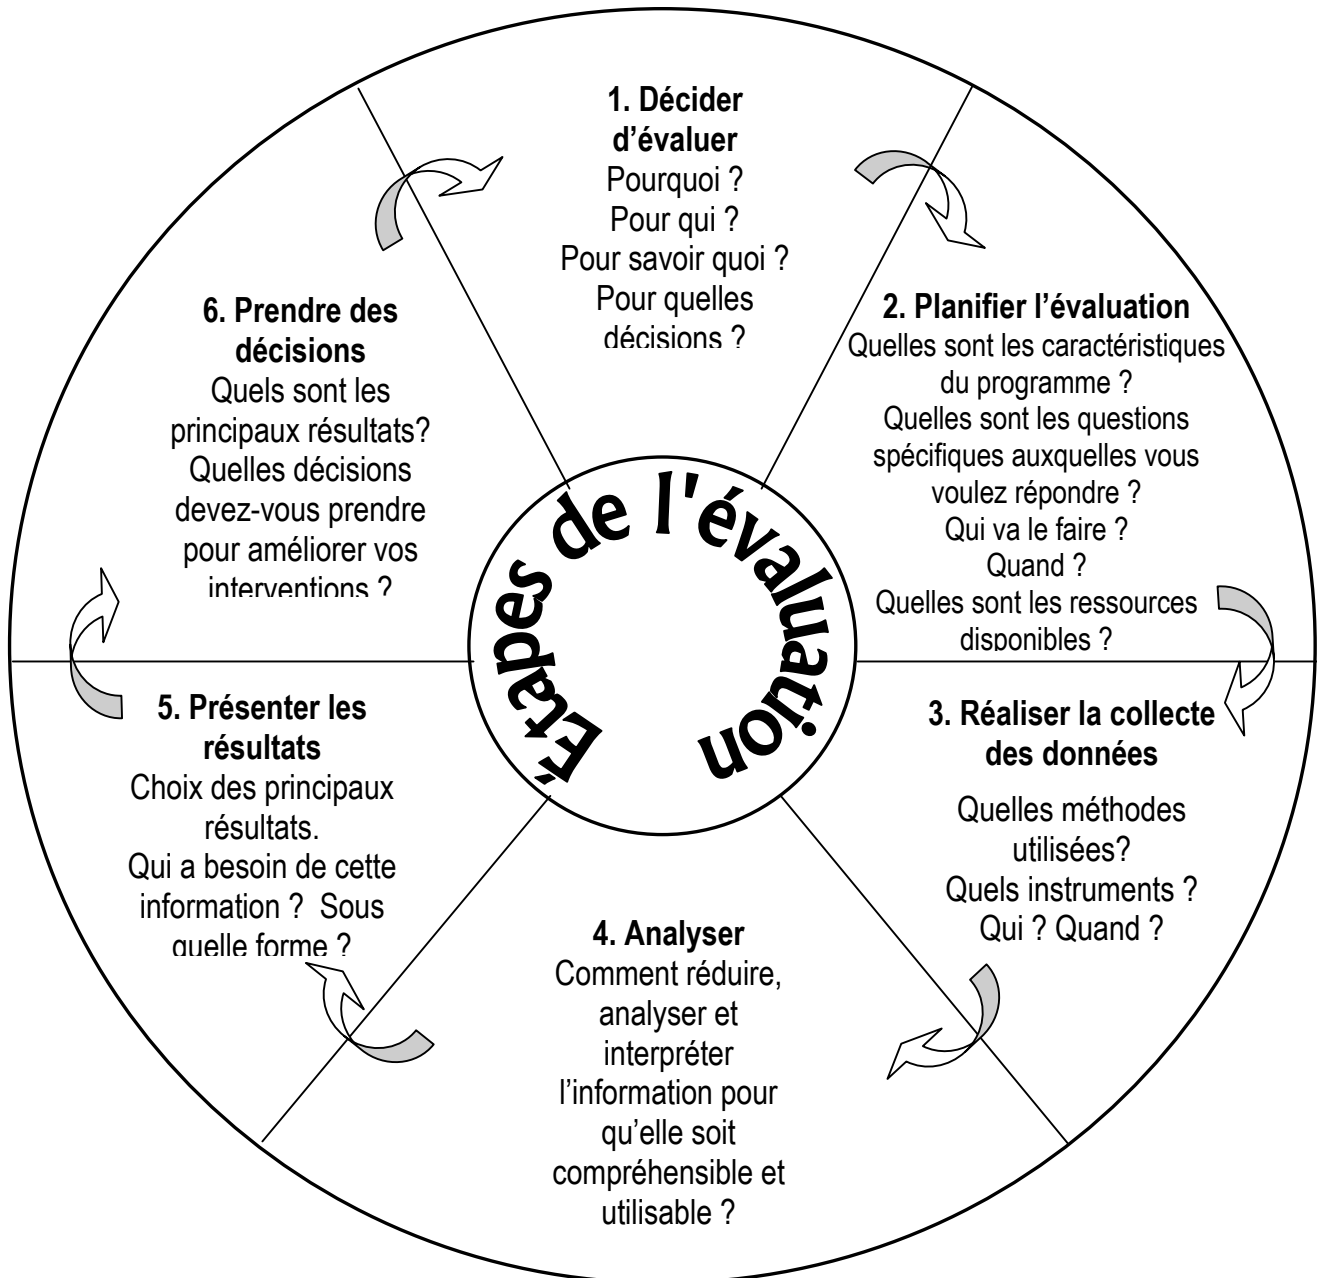 1. Décider
d'évaluer
Pourquoi ?
Pour qui ?
Pour savoir quoi ?
Pour quelles
décisions ?
2. Planifier l'évaluation
Quelles sont les caractéristiques
du programme ?
Quelles sont les questions
spécifiques auxquelles vous
voulez répondre ?
Qui va le faire ?
Quand ?
Quelles sont les ressources
disponibles ?
3. Réaliser la collecte
des données
Quelles méthodes
utilisées?
Quels instruments ?
Qui ? Quand ?
4. Analyser
Comment réduire,
analyser et
interpréter
l'information pour
qu'elle soit
compréhensible et
utilisable ?
5. Présenter les
résultats
Choix des principaux
résultats.
Qui a besoin de cette
information ?  Sous
quelle forme ?
6. Prendre des
décisions
Quels sont les
principaux résultats?
Quelles décisions
devez-vous prendre
pour améliorer vos
interventions ?
Étapes de l'évaluation